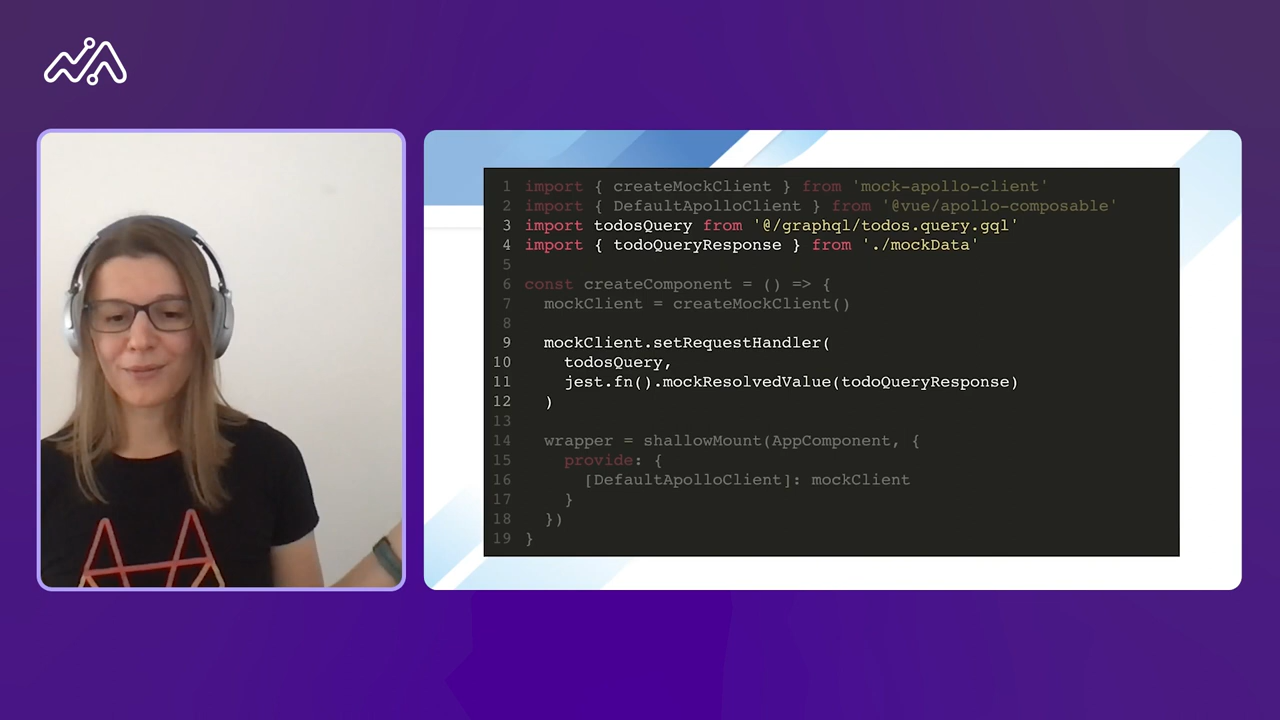 1 import { createMockClient } from 'mock-apollo-client'
2 import { DefaultApolloClient } from '@vue/apollo-composable'
3 import todosQuery from '@/graphql/todos.query.gql'
4 import { todoQueryResponse } from './mockData'
5
6 const createComponent = () => {
7 mockClient = createMockClient()
8
9 mockClient.setRequestHandler(
10 todosQuery,
11 jest.fn().mockResolvedValue(todoQueryResponse)
12 )
13
14 wrapper = shallowMount(AppComponent, {
15 provide: {
16 [DefaultApolloClient]: mockClient
17 }
18 })
19 }